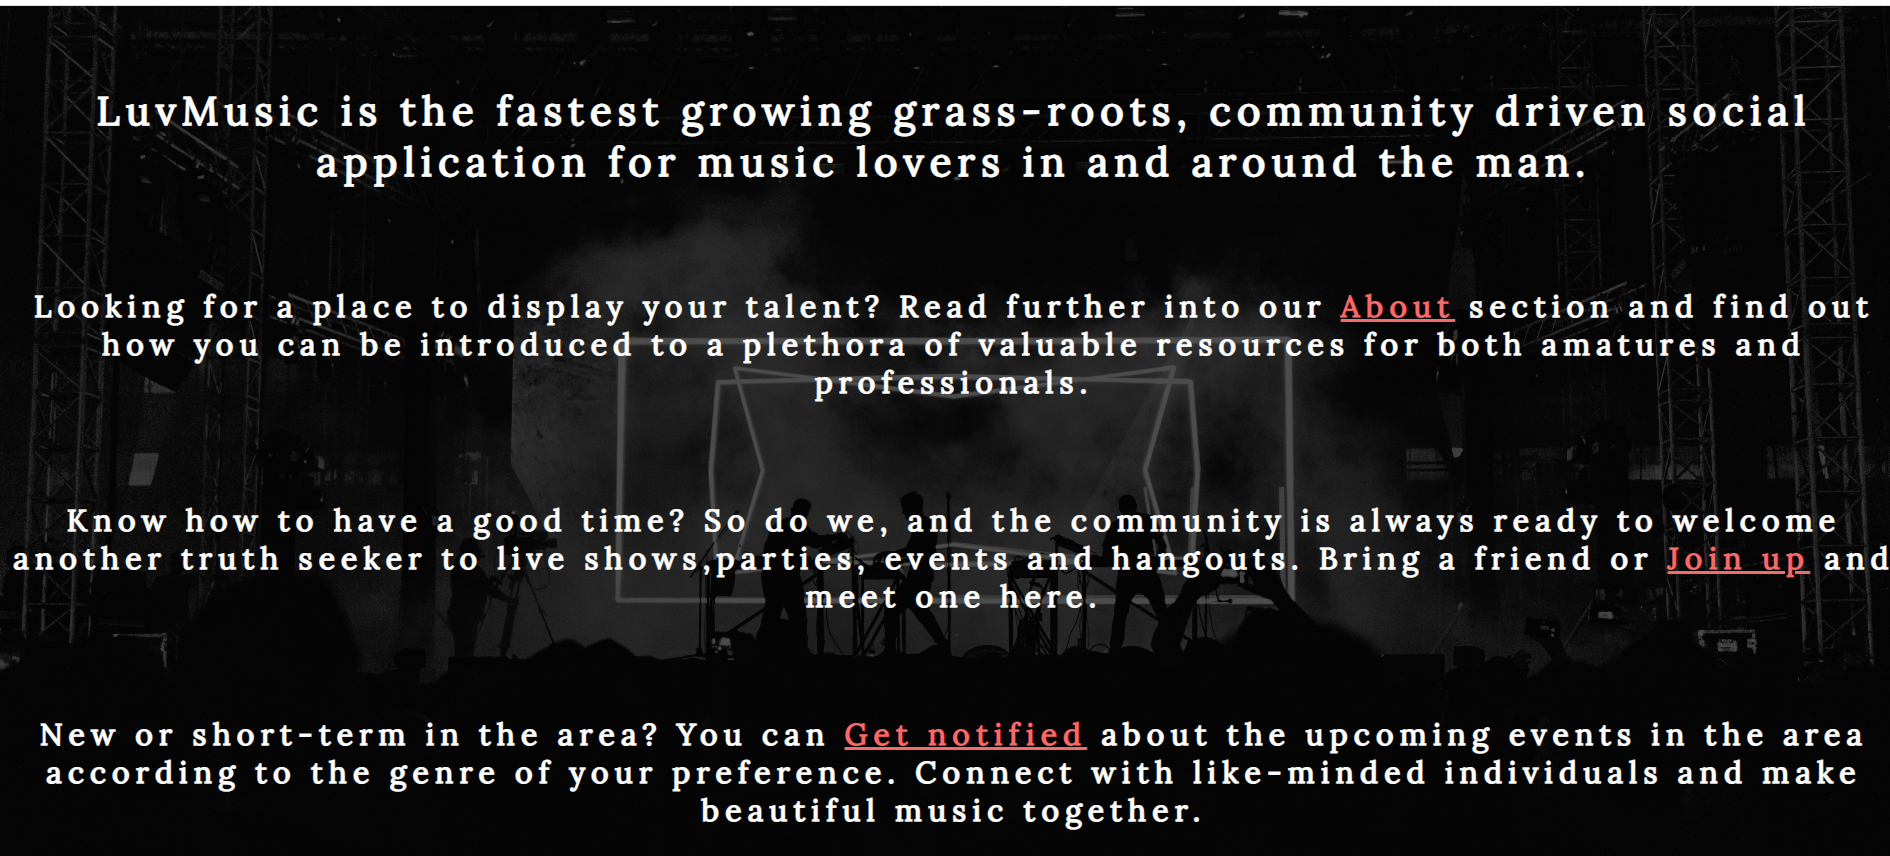 LuvMusic is the fastest growing grass-roots, community driven social
application for music lovers in and around the man.
Looking for a place to display your talent? Read further into our About section and find out
how you can be introduced to a plethora of valuable resources for both amatures and
professionals.
Know how to have a good time? So do we, and the community is always ready to welcome
another truth seeker to live shows,parties, events and hangouts. Bring a friend or Join up and
meet one here.
New or short-term in the area? You can Get notified about the upcoming events in the area
according to the genre of your preference. Connect with like-minded individuals and make
beautiful music together.